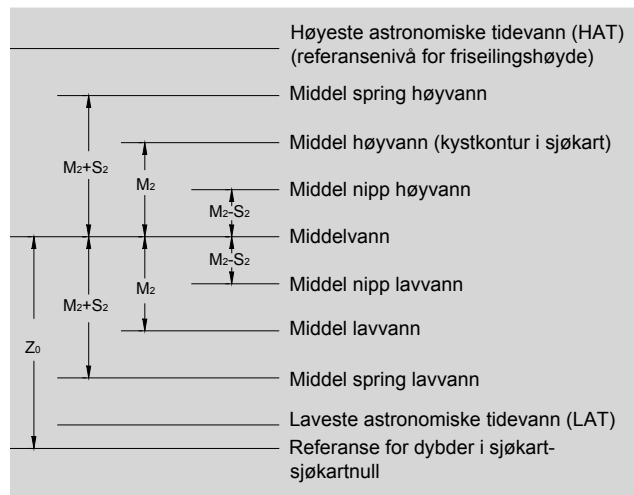 Høyeste astronomiske tidevann (HAT)
(referansenivå for friseilingshøyde)
Middel spring høyvann
Middel høyvann (kystkontur i sjøkart)
M2+S2
M2
Middel nipp høyvann
M2-S2
Middelvann
M2-S2
Middel nipp lavvann
M2+S2
M2
Middel lavvann
Z0
Middel spring lavvann
Laveste astronomiske tidevann (LAT)
Referanse for dybder i sjøkart-
sjøkartnull